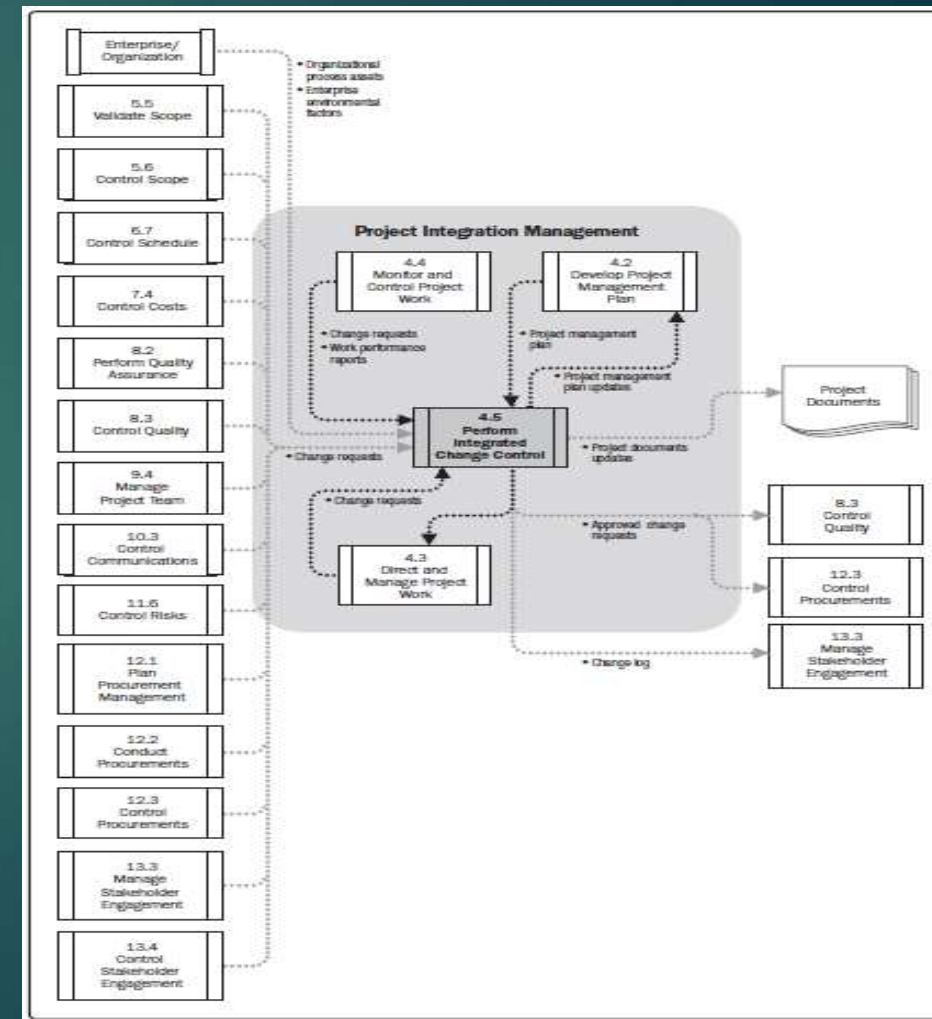 Enterprise/
Organization
• Organizational
process assets
• Enterprise
environmental
factors
5.5
Validate Scope
5.6
Control Scope
6.7
Control Schedule
7.4
Control Costs
8.2
Perform Quality
Assurance
8.3
Control Quality
9.4
Manage
Project Team
10.3
Control
Communications
11.6
Control Risks
12.1
Plan
Procurement
Management
12.2
Conduct
Procurements
12.3
Control
Procurements
13.3
Manage
Stakeholder
Engagement
13.4
Control
Stakeholder
Engagement
• Change requests
Project Integration Management
4.4
Monitor and
Control Project
Work
4.2
Develop Project
Management
Plan
• Change requests
• Work performance
reports
• Project management
plan
• Project management
plan updates
4.5
Perform
Integrated
Change Control
• Project documents
updates
• Change requests
• Approved change
requests
4.3
Direct and
Manage Project
Work
• Change log
Project
Documents
8.3
Control
Quality
12.3
Control
Procurements
13.3
Manage
Stakeholder
Engagement